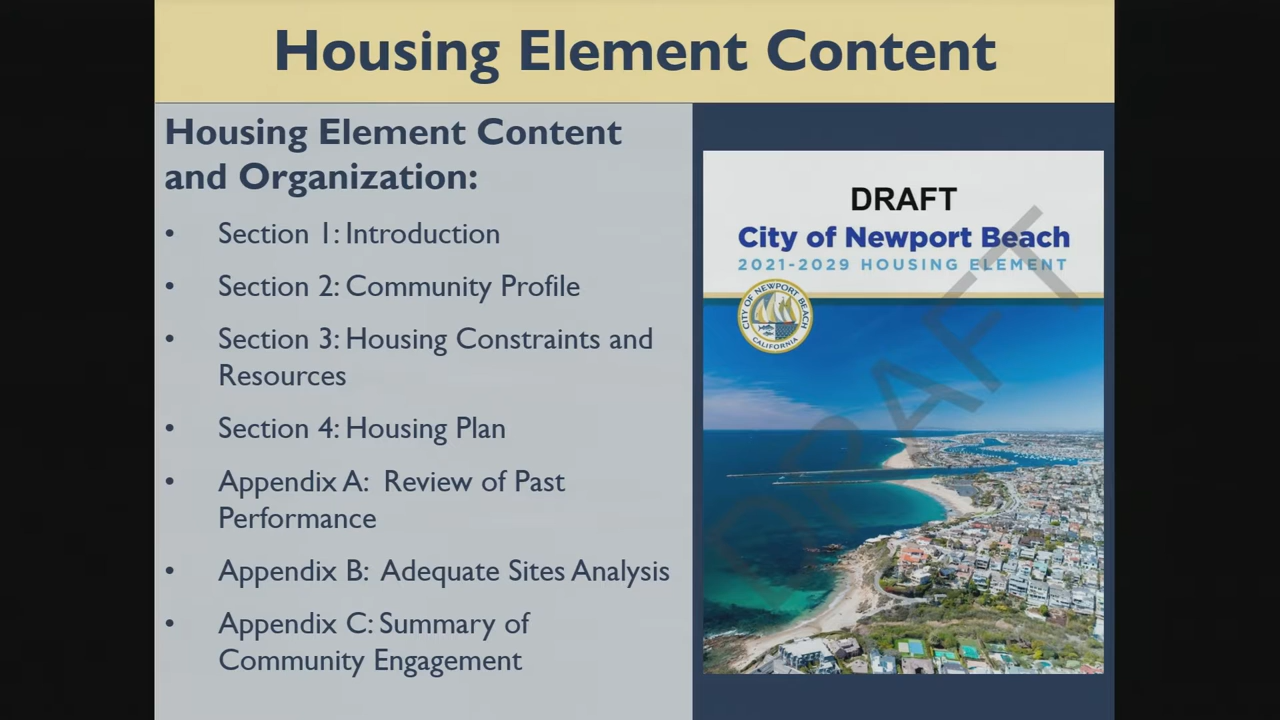 Housing Element Content
Housing Element Content
and Organization:
• Section 1: Introduction
• Section 2: Community Profile
• Section 3: Housing Constraints and
Resources
• Section 4: Housing Plan
• Appendix A: Review of Past
Performance
• Appendix B: Adequate Sites Analysis
• Appendix C: Summary of
Community Engagement
DRAFT
City of Newport Beach
2021-2029 HOUSING ELEMENT
CITY OF NEWPORT BEACH
CALIFORNIA
DRAFT